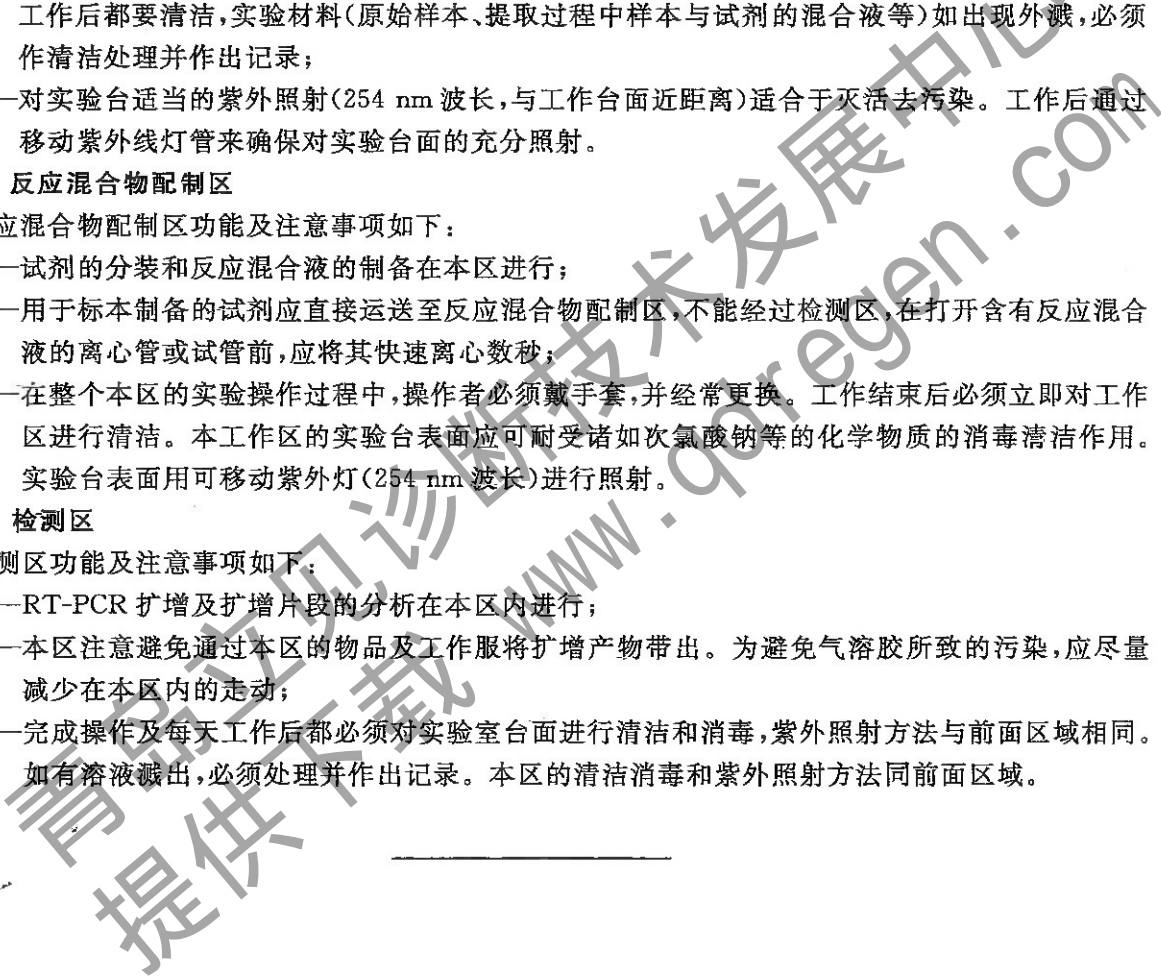 工作后都要清洁,实验材料(原始样本、提取过程中样本与试剂的混合液等)如出现外溅,必须
作清洁处理并作出记录;
—对实验台适当的紫外照射(254 nm 波长,与工作台面近距离)适合于灭活去污染。工作后通过
移动紫外线灯管来确保对实验台面的充分照射。
反应混合物配制区
应混合物配制区功能及注意事项如下:
—试剂的分装和反应混合液的制备在本区进行;
—用于标本制备的试剂应直接运送至反应混合物配制区,不能经过检测区,在打开含有反应混合
液的离心管或试管前,应将其快速离心数秒;
—在整个本区的实验操作过程中,操作者必须戴手套,并经常更换。工作结束后必须立即对工作
区进行清洁。本工作区的实验台表面应可耐受诸如次氯酸钠等的化学物质的消毒清洁作用。
实验台表面用可移动紫外灯(254 nm 波长)进行照射。
检测区
测区功能及注意事项如下:
—RT-PCR 扩增及扩增片段的分析在本区内进行;
—本区注意避免通过本区的物品及工作服将扩增产物带出。为避免气溶胶所致的污染,应尽量
减少在本区内的走动;
—完成操作及每天工作后都必须对实验室台面进行清洁和消毒,紫外照射方法与前面区域相同。
如有溶液溅出,必须处理并作出记录。本区的清洁消毒和紫外照射方法同前面区域。
青岛立见诊断技术发展中心
提供下载 www.qdregen.com